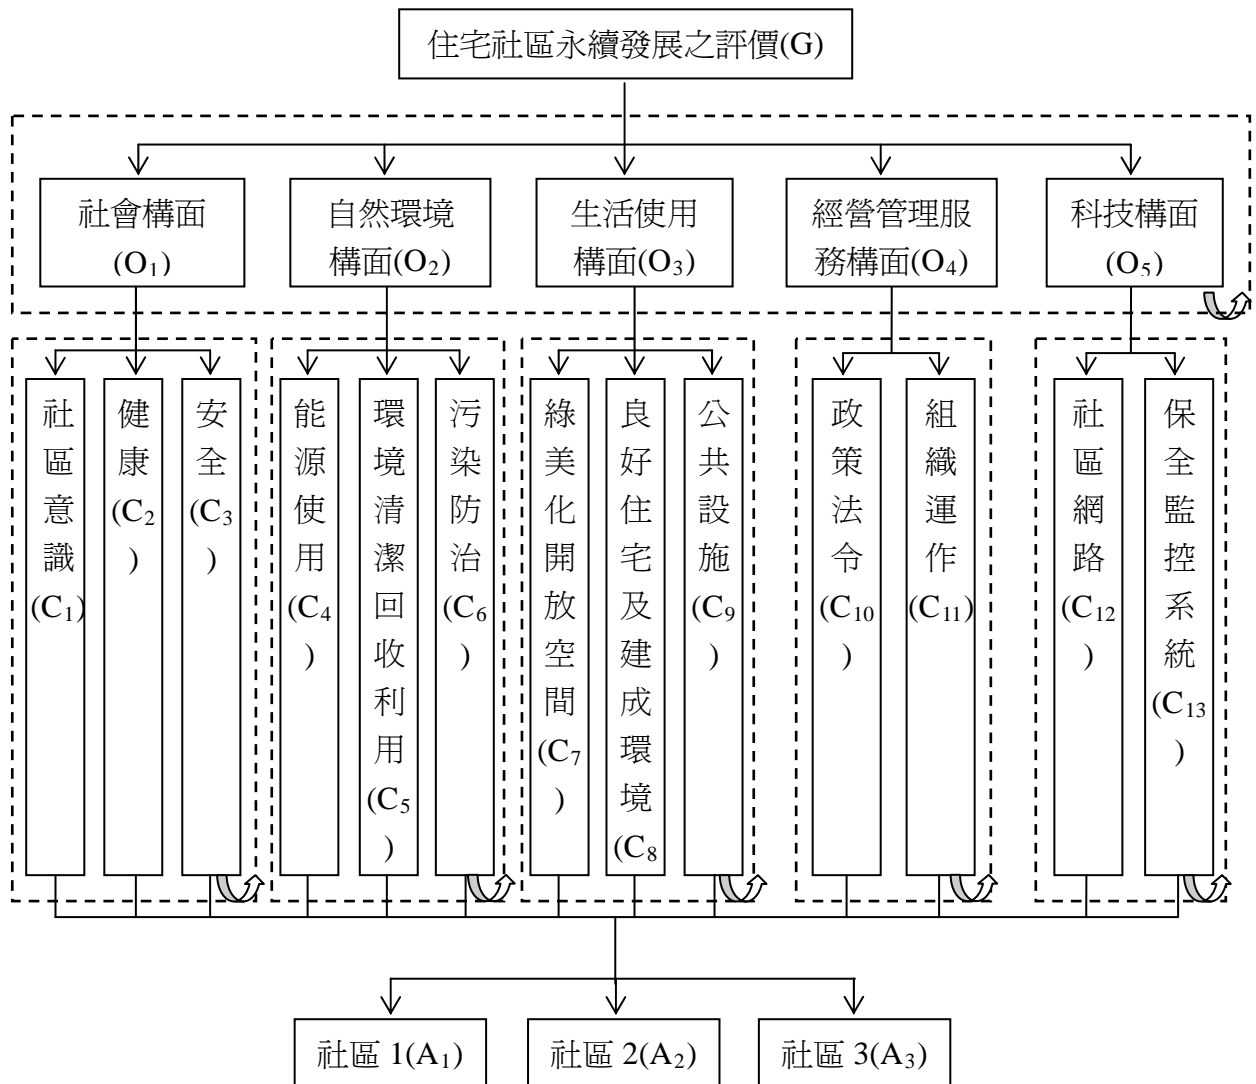 住宅社區永續發展之評價(G)
社會構面
(O₁)
自然環境
構面(O₂)
生活使用
構面(O₃)
經營管理服
務構面(O₄)
科技構面
(O₅)
社區意識(C₁)
健康(C₂)
安全(C₃)
能源使用(C₄)
環境清潔回收利用(C₅)
污染防治(C₆)
綠美化開放空間(C₇)
良好住宅及建成環境(C₈
公共設施(C₉)
政策法令(C₁₀)
組織運作(C₁₁)
社區網路(C₁₂)
保全監控系統(C₁₃)
社區 1(A₁)
社區 2(A₂)
社區 3(A₃)